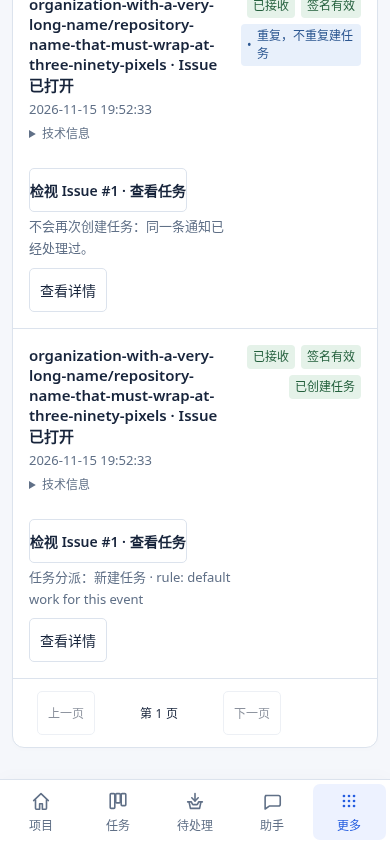 organization-with-a-very-
long-name/repository-
name-that-must-wrap-at-
three-ninety-pixels · Issue
已打开
已接收 签名有效
• 重复，不重复建任
务
2026-11-15 19:52:33
▶ 技术信息
检视 Issue #1 · 查看任务
不会再次创建任务：同一条通知已
经处理过。
查看详情
organization-with-a-very-
long-name/repository-
name-that-must-wrap-at-
three-ninety-pixels · Issue
已打开
已接收 签名有效
已创建任务
2026-11-15 19:52:33
▶ 技术信息
检视 Issue #1 · 查看任务
任务分派：新建任务 · rule: default
work for this event
查看详情
上一页 第 1 页 下一页
项目 任务 待处理 助手 更多